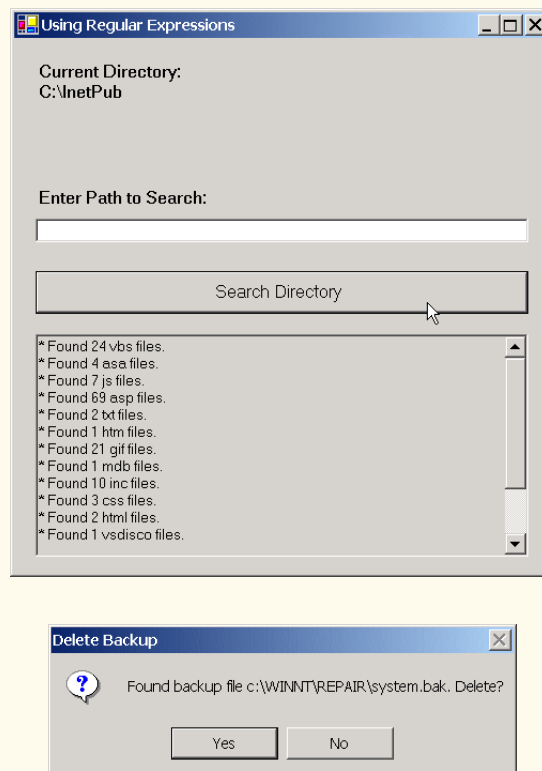 Using Regular Expressions
Current Directory:
C:\InetPub
Enter Path to Search:
Search Directory
* Found 24 vbs files.
* Found 4 asa files.
* Found 7 js files.
* Found 69 asp files.
* Found 2 txt files.
* Found 1 htm files.
* Found 21 gif files.
* Found 1 mdb files.
* Found 10 inc files.
* Found 3 css files.
* Found 2 html files.
* Found 1 vsdisco files.
Delete Backup
Found backup file c:\WINNT\REPAIR\system.bak. Delete?
Yes No